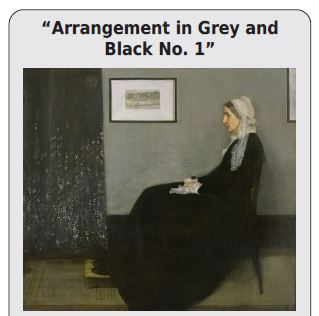 “Arrangement in Grey and
Black No. 1”